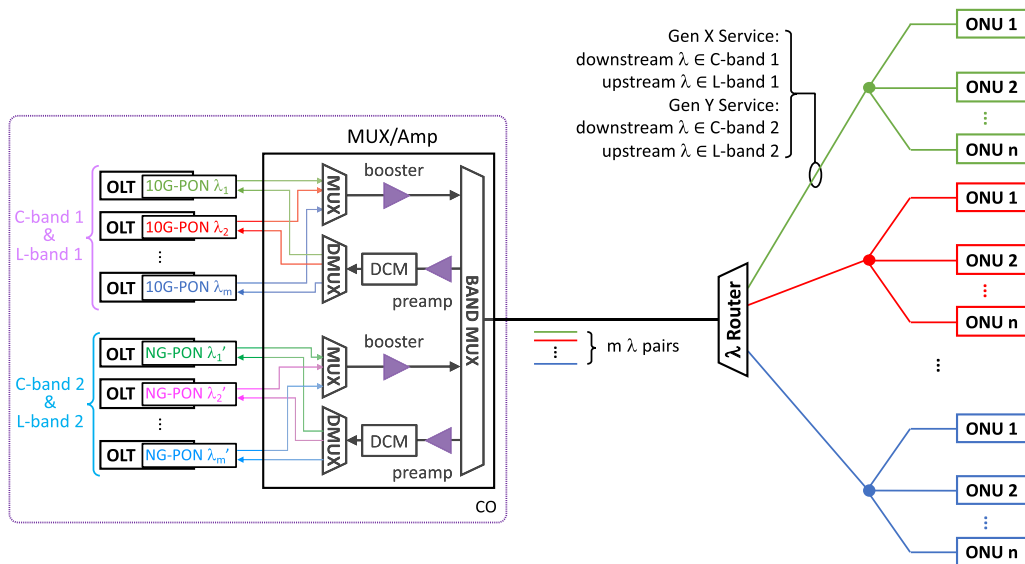 MUX/Amp
C-band 1
&
L-band 1
OLT
10G-PON λ1
OLT
10G-PON λ2
...
OLT
10G-PON λm
MUX
booster
DMUX
DCM
preamp
C-band 2
&
L-band 2
OLT
NG-PON λ1′
OLT
NG-PON λ2′
...
OLT
NG-PON λm′
MUX
booster
DMUX
DCM
preamp
BAND MUX
CO
...
m λ pairs
Gen X Service:
downstream λ ∈ C-band 1
upstream λ ∈ L-band 1
Gen Y Service:
downstream λ ∈ C-band 2
upstream λ ∈ L-band 2
λ Router
ONU 1
ONU 2
...
ONU n
ONU 1
ONU 2
...
ONU n
...
ONU 1
ONU 2
...
ONU n